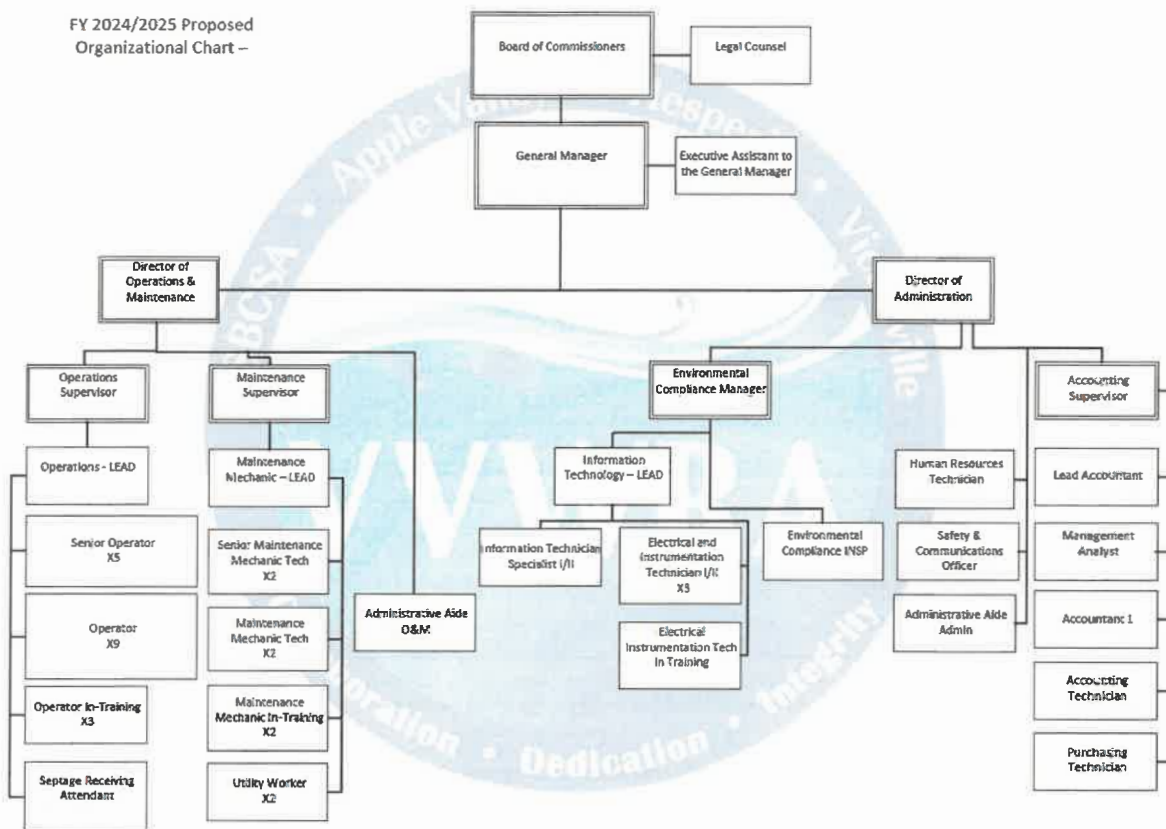 FY 2024/2025 Proposed
Organizational Chart –
Board of Commissioners
Legal Counsel
General Manager
Executive Assistant to
the General Manager
Director of
Operations &
Maintenance
Director of
Administration
Operations
Supervisor
Maintenance
Supervisor
Environmental
Compliance Manager
Accounting
Supervisor
Operations - LEAD
Maintenance
Mechanic – LEAD
Information
Technology – LEAD
Human Resources
Technician
Lead Accountant
Senior Operator
X5
Senior Maintenance
Mechanic Tech
X2
Information Technician
Specialist I/II
Electrical and
Instrumentation
Technician I/II
X3
Environmental
Compliance INSP
Safety &
Communications
Officer
Management
Analyst
Operator
X9
Maintenance
Mechanic Tech
X2
Administrative Aide
O&M
Electrical
Instrumentation Tech
In Training
Administrative Aide
Admin
Accountant 1
Operator In-Training
X3
Maintenance
Mechanic In-Training
X2
Accounting
Technician
Septage Receiving
Attendant
Utility Worker
X2
Purchasing
Technician
VVWRA
Apple Valley
Dedication
Integrity